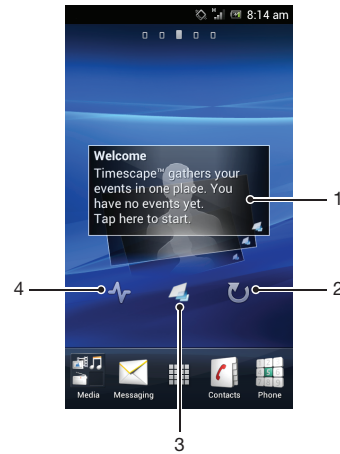 8:14 am
Welcome
Timescape™ gathers your
events in one place. You
have no events yet.
Tap here to start.
1
4
2
Media Messaging Contacts Phone
3